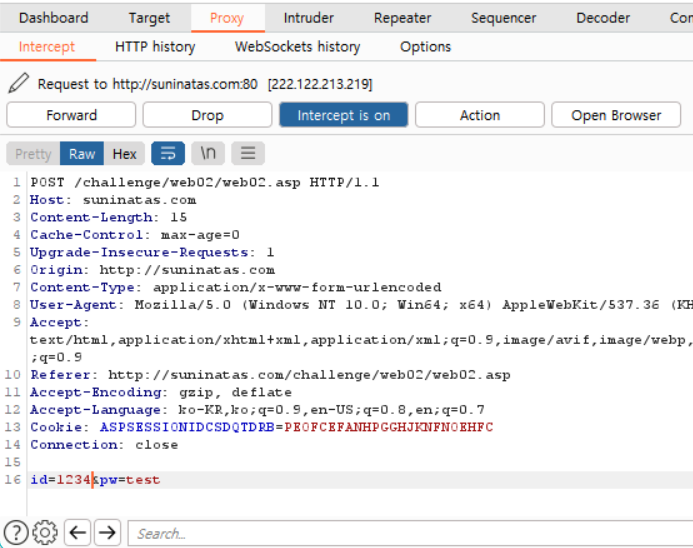 Dashboard Target Proxy Intruder Repeater Sequencer Decoder
Intercept HTTP history WebSockets history Options
Request to http://suninatas.com:80 [222.122.213.219]
Forward Drop Intercept is on Action Open Browser
Pretty Raw Hex \n
1 POST /challenge/web02/web02.asp HTTP/1.1
2 Host: suninatas.com
3 Content-Length: 15
4 Cache-Control: max-age=0
5 Upgrade-Insecure-Requests: 1
6 Origin: http://suninatas.com
7 Content-Type: application/x-www-form-urlencoded
8 User-Agent: Mozilla/5.0 (Windows NT 10.0; Win64; x64) AppleWebKit/537.36 (KH
9 Accept:
text/html,application/xhtml+xml,application/xml;q=0.9,image/avif,image/webp,
;q=0.9
10 Referer: http://suninatas.com/challenge/web02/web02.asp
11 Accept-Encoding: gzip, deflate
12 Accept-Language: ko-KR,ko;q=0.9,en-US;q=0.8,en;q=0.7
13 Cookie: ASPSESSIONIDCSDQTDRB=PEOFCEFANHPGGHJKNFNOEHFC
14 Connection: close
15
16 id=1234&pw=test
Search...